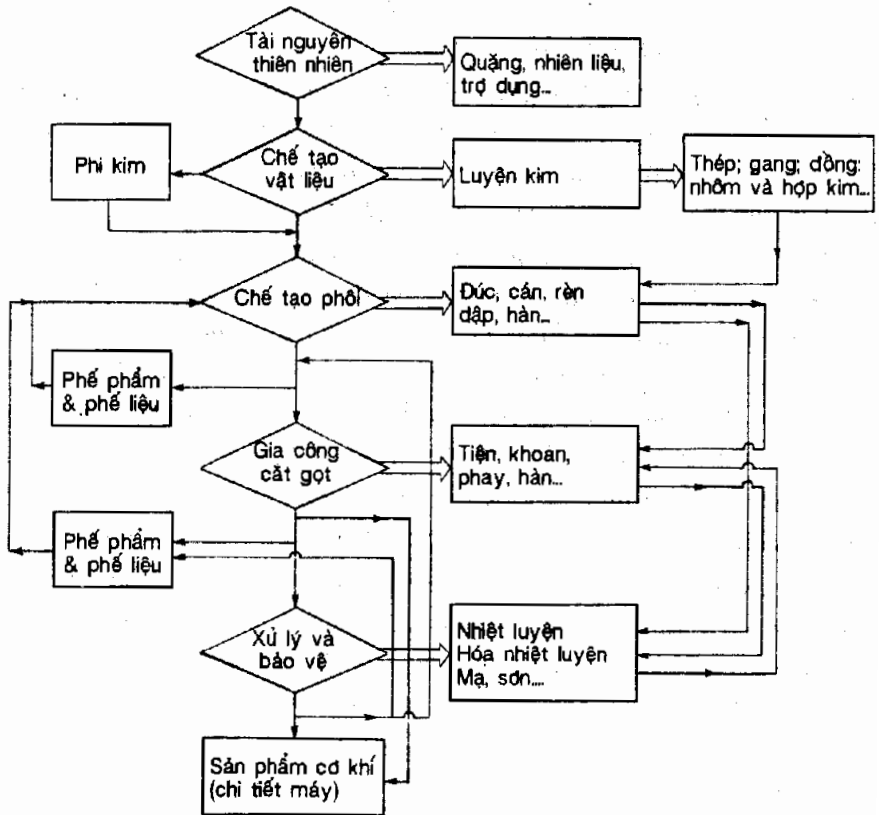 Tài nguyên
thiên nhiên
Quặng, nhiên liệu,
trợ dụng...
Phi kim
Chế tạo
vật liệu
Luyện kim
Thép; gang; đồng;
nhôm và hợp kim...
Chế tạo phôi
Đúc, cán, rèn
dập, hàn...
Phế phẩm
& phế liệu
Gia công
cắt gọt
Tiện, khoan,
phay, hàn...
Phế phẩm
& phế liệu
Xử lý và
bảo vệ
Nhiệt luyện
Hóa nhiệt luyện
Mạ, sơn....
Sản phẩm cơ khí
(chi tiết máy)